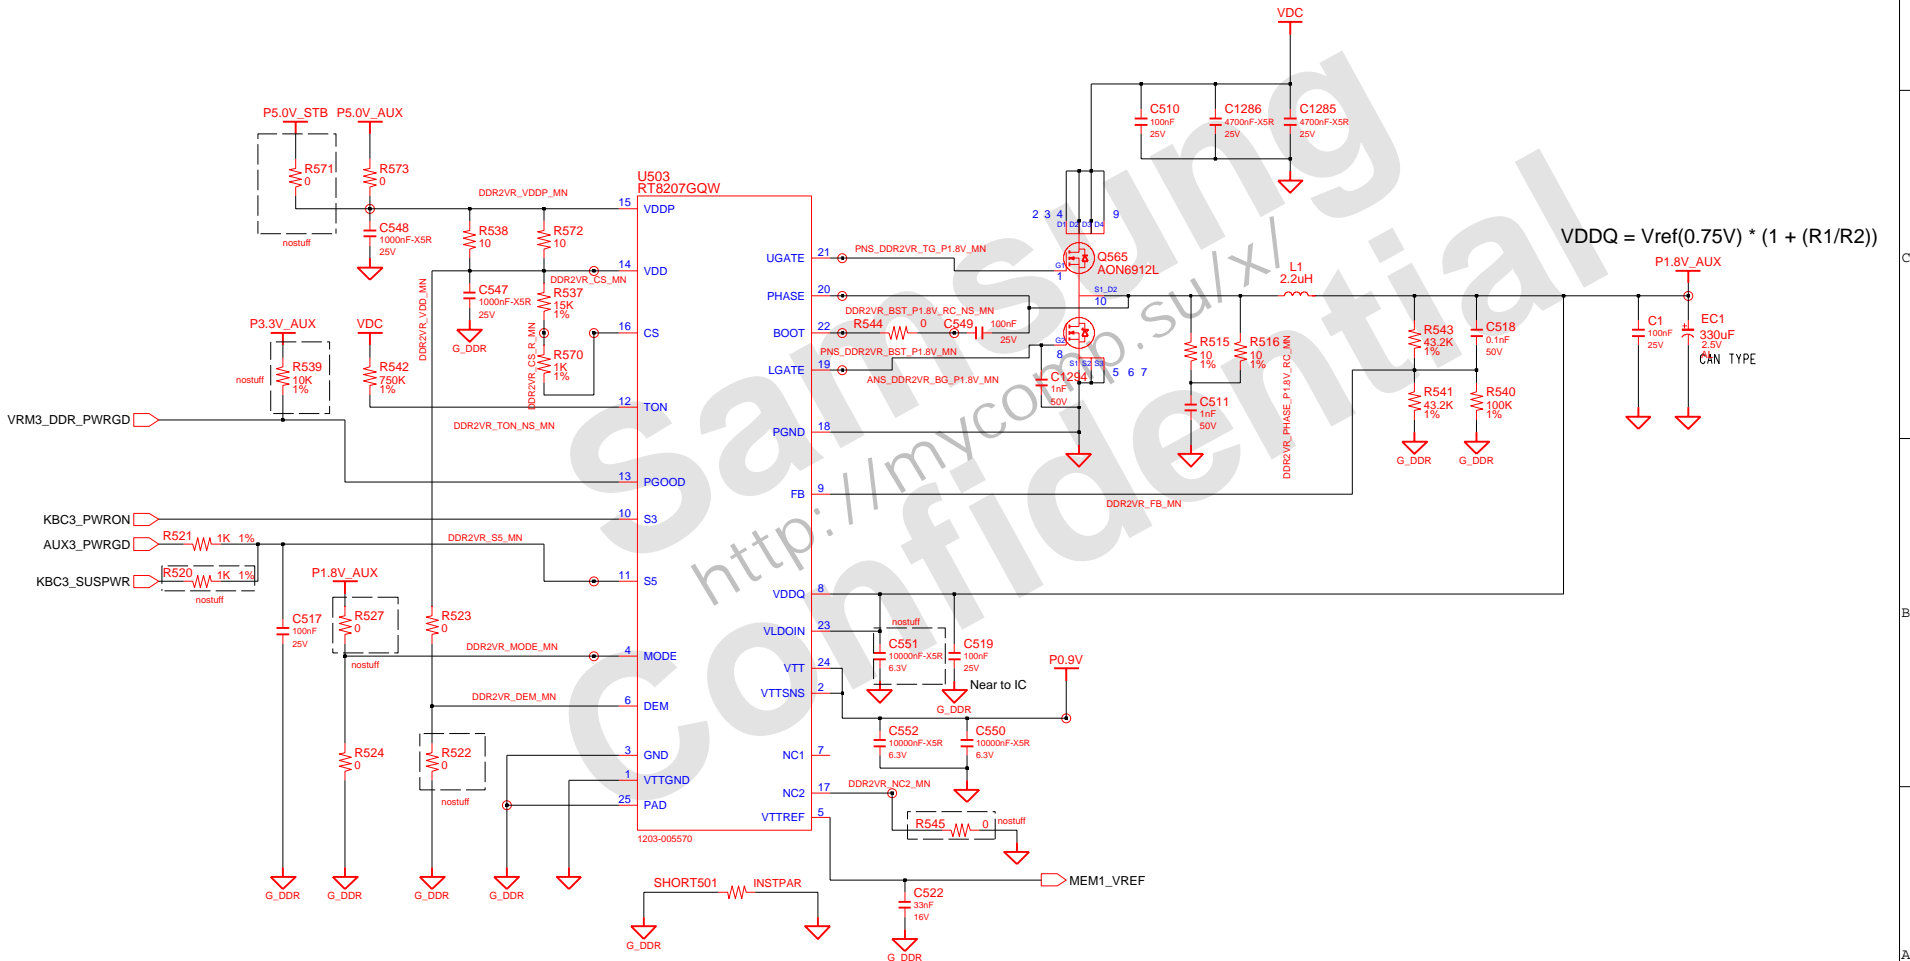 VDC
C510
100nF
25V
C1286
4700nF-X5R
25V
C1285
4700nF-X5R
25V
P5.0V_STB
P5.0V_AUX
R571
0
R573
0
nostuff
C548
1000nF-X5R
25V
DDR2VR_VDDP_MN
U503
RT8207GQW
15 VDDP
R538
10
R572
10
14 VDD
DDR2VR_CS_MN
C547
1000nF-X5R
25V
G_DDR
R537
15K
1%
16 CS
DDR2VR_VDD_MN
DDR2VR_CS_R_MN
R570
1K
1%
P3.3V_AUX
VDC
nostuff
R539
10K
1%
R542
750K
1%
12 TON
DDR2VR_TON_NS_MN
VRM3_DDR_PWRGD
13 PGOOD
KBC3_PWRON
10 S3
AUX3_PWRGD
R521 1K 1%
DDR2VR_S5_MN
KBC3_SUSPWR
R520 1K 1%
nostuff
11 S5
P1.8V_AUX
C517
100nF
25V
R527
0
nostuff
R523
0
DDR2VR_MODE_MN
4 MODE
DDR2VR_DEM_MN
6 DEM
R524
0
R522
0
nostuff
3 GND
1 VTTGND
25 PAD
1203-005570
G_DDR
G_DDR
G_DDR
G_DDR
UGATE 21
PNS_DDR2VR_TG_P1.8V_MN
PHASE 20
DDR2VR_BST_P1.8V_RC_NS_MN
BOOT 22
R544 0
C549 100nF
25V
PNS_DDR2VR_BST_P1.8V_MN
LGATE 19
ANS_DDR2VR_BG_P1.8V_MN
PGND 18
FB 9
DDR2VR_FB_MN
VDDQ 8
VLDOIN 23
VTT 24
VTTSNS 2
NC1 7
NC2 17
DDR2VR_NC2_MN
VTTREF 5
2 3 4 9
D1 D2 D3 D4
G1
1
Q565
AON6912L
S1_D2
10
G2
8
S1 S2 S3
5 6 7
C1294
1nF
50V
R515
10
1%
R516
10
1%
C511
1nF
50V
DDR2VR_PHASE_P1.8V_RC_MN
L1
2.2uH
R543
43.2K
1%
C518
0.1nF
50V
R541
43.2K
1%
R540
100K
1%
G_DDR
G_DDR
VDDQ = Vref(0.75V) * (1 + (R1/R2))
P1.8V_AUX
C1
100nF
25V
EC1
330uF
2.5V
CAN TYPE
nostuff
C551
10000nF-X5R
6.3V
C519
100nF
25V
Near to IC
G_DDR
P0.9V
C552
10000nF-X5R
6.3V
C550
10000nF-X5R
6.3V
R545 0
nostuff
MEM1_VREF
C522
33nF
16V
G_DDR
SHORT501 INSTPAR
G_DDR
Samsung
Confidential
http://mycomp.su/x/
C
B
A